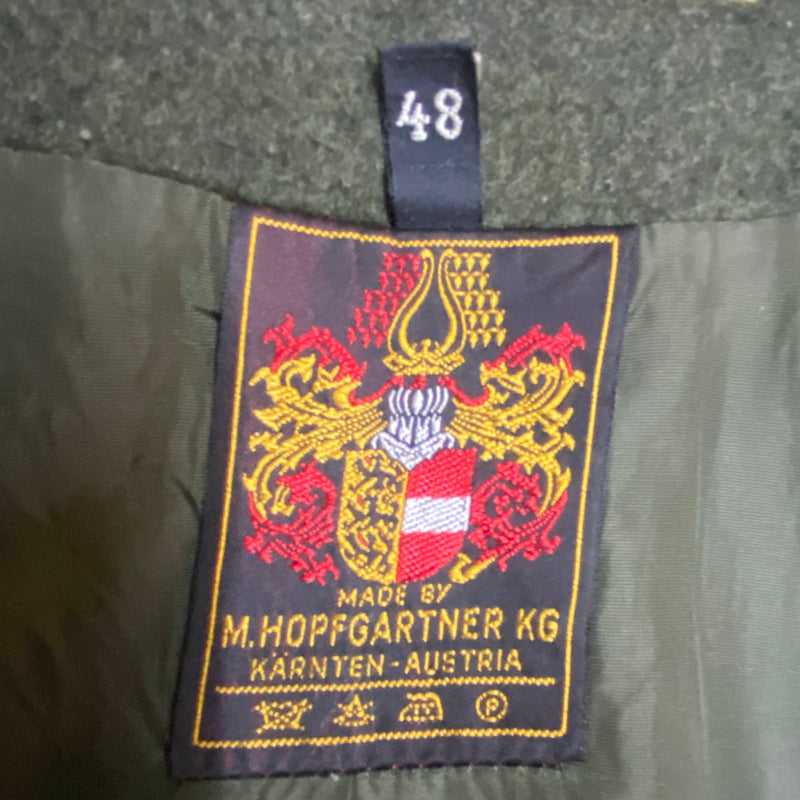 48
MADE BY
M.HOPFGARTNER KG
KÄRNTEN-AUSTRIA
P